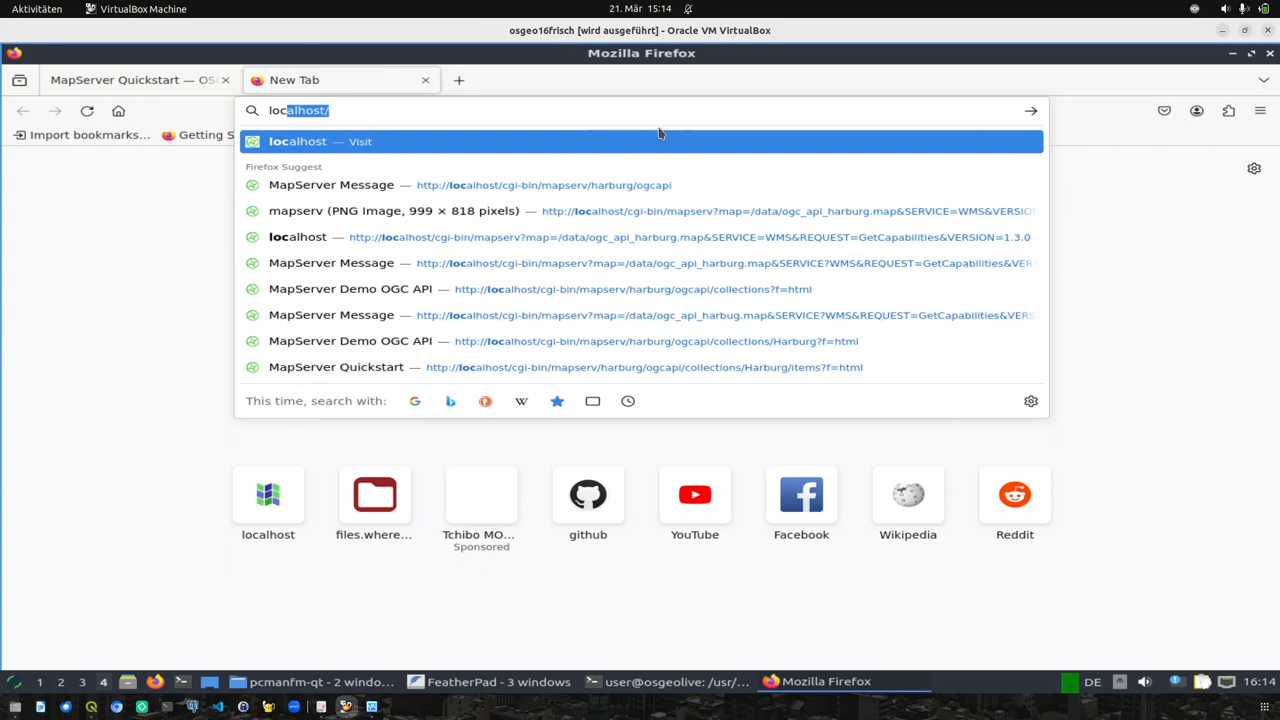 Aktivitäten VirtualBox Machine 21. Mär 15:14
osgeo16frisch [wird ausgeführt] - Oracle VM VirtualBox
Mozilla Firefox
MapServer Quickstart — OS New Tab
localhost/
Import bookmarks... Getting S
localhost — Visit
Firefox Suggest
MapServer Message — http://localhost/cgi-bin/mapserv/harburg/ogcapi
mapserv (PNG Image, 999 × 818 pixels) — http://localhost/cgi-bin/mapserv?map=/data/ogc_api_harburg.map&SERVICE=WMS&VERSIO
localhost — http://localhost/cgi-bin/mapserv?map=/data/ogc_api_harburg.map&SERVICE=WMS&REQUEST=GetCapabilities&VERSION=1.3.0
MapServer Message — http://localhost/cgi-bin/mapserv?map=/data/ogc_api_harburg.map&SERVICE?WMS&REQUEST=GetCapabilities&VER
MapServer Demo OGC API — http://localhost/cgi-bin/mapserv/harburg/ogcapi/collections?f=html
MapServer Message — http://localhost/cgi-bin/mapserv?map=/data/ogc_api_harbug.map&SERVICE?WMS&REQUEST=GetCapabilities&VERS
MapServer Demo OGC API — http://localhost/cgi-bin/mapserv/harburg/ogcapi/collections/Harburg?f=html
MapServer Quickstart — http://localhost/cgi-bin/mapserv/harburg/ogcapi/collections/Harburg/items?f=html
This time, search with:
localhost files.where... Tchibo MO... github YouTube Facebook Wikipedia Reddit
Sponsored
1 2 3 4 pcmanfm-qt - 2 windo... FeatherPad - 3 windows user@osgeolive: /usr/... Mozilla Firefox DE 16:14